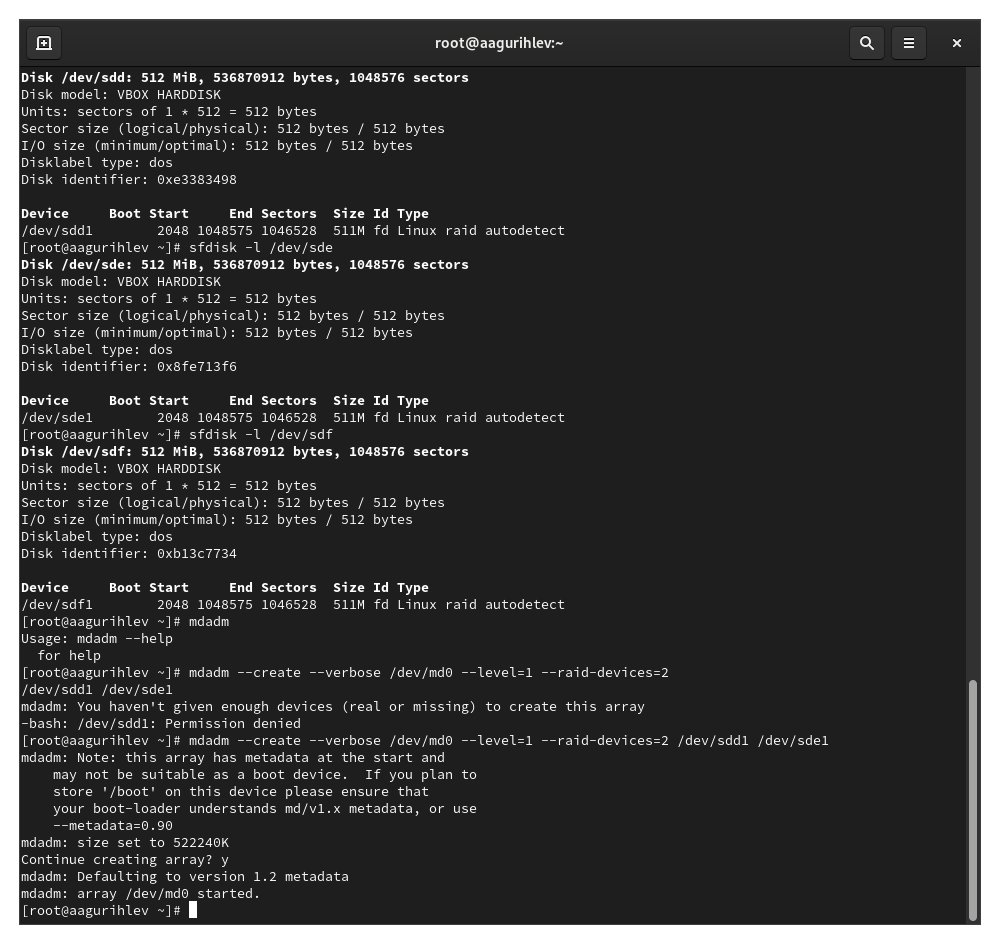 root@aagurihlev:~
Disk /dev/sdd: 512 MiB, 536870912 bytes, 1048576 sectors
Disk model: VBOX HARDDISK
Units: sectors of 1 * 512 = 512 bytes
Sector size (logical/physical): 512 bytes / 512 bytes
I/O size (minimum/optimal): 512 bytes / 512 bytes
Disklabel type: dos
Disk identifier: 0xe3383498
Device     Boot Start     End Sectors  Size Id Type
/dev/sdd1        2048 1048575 1046528  511M fd Linux raid autodetect
[root@aagurihlev ~]# sfdisk -l /dev/sde
Disk /dev/sde: 512 MiB, 536870912 bytes, 1048576 sectors
Disk model: VBOX HARDDISK
Units: sectors of 1 * 512 = 512 bytes
Sector size (logical/physical): 512 bytes / 512 bytes
I/O size (minimum/optimal): 512 bytes / 512 bytes
Disklabel type: dos
Disk identifier: 0x8fe713f6
Device     Boot Start     End Sectors  Size Id Type
/dev/sde1        2048 1048575 1046528  511M fd Linux raid autodetect
[root@aagurihlev ~]# sfdisk -l /dev/sdf
Disk /dev/sdf: 512 MiB, 536870912 bytes, 1048576 sectors
Disk model: VBOX HARDDISK
Units: sectors of 1 * 512 = 512 bytes
Sector size (logical/physical): 512 bytes / 512 bytes
I/O size (minimum/optimal): 512 bytes / 512 bytes
Disklabel type: dos
Disk identifier: 0xb13c7734
Device     Boot Start     End Sectors  Size Id Type
/dev/sdf1        2048 1048575 1046528  511M fd Linux raid autodetect
[root@aagurihlev ~]# mdadm
Usage: mdadm --help
  for help
[root@aagurihlev ~]# mdadm --create --verbose /dev/md0 --level=1 --raid-devices=2
/dev/sdd1 /dev/sde1
mdadm: You haven't given enough devices (real or missing) to create this array
-bash: /dev/sdd1: Permission denied
[root@aagurihlev ~]# mdadm --create --verbose /dev/md0 --level=1 --raid-devices=2 /dev/sdd1 /dev/sde1
mdadm: Note: this array has metadata at the start and
    may not be suitable as a boot device.  If you plan to
    store '/boot' on this device please ensure that
    your boot-loader understands md/v1.x metadata, or use
    --metadata=0.90
mdadm: size set to 522240K
Continue creating array? y
mdadm: Defaulting to version 1.2 metadata
mdadm: array /dev/md0 started.
[root@aagurihlev ~]#